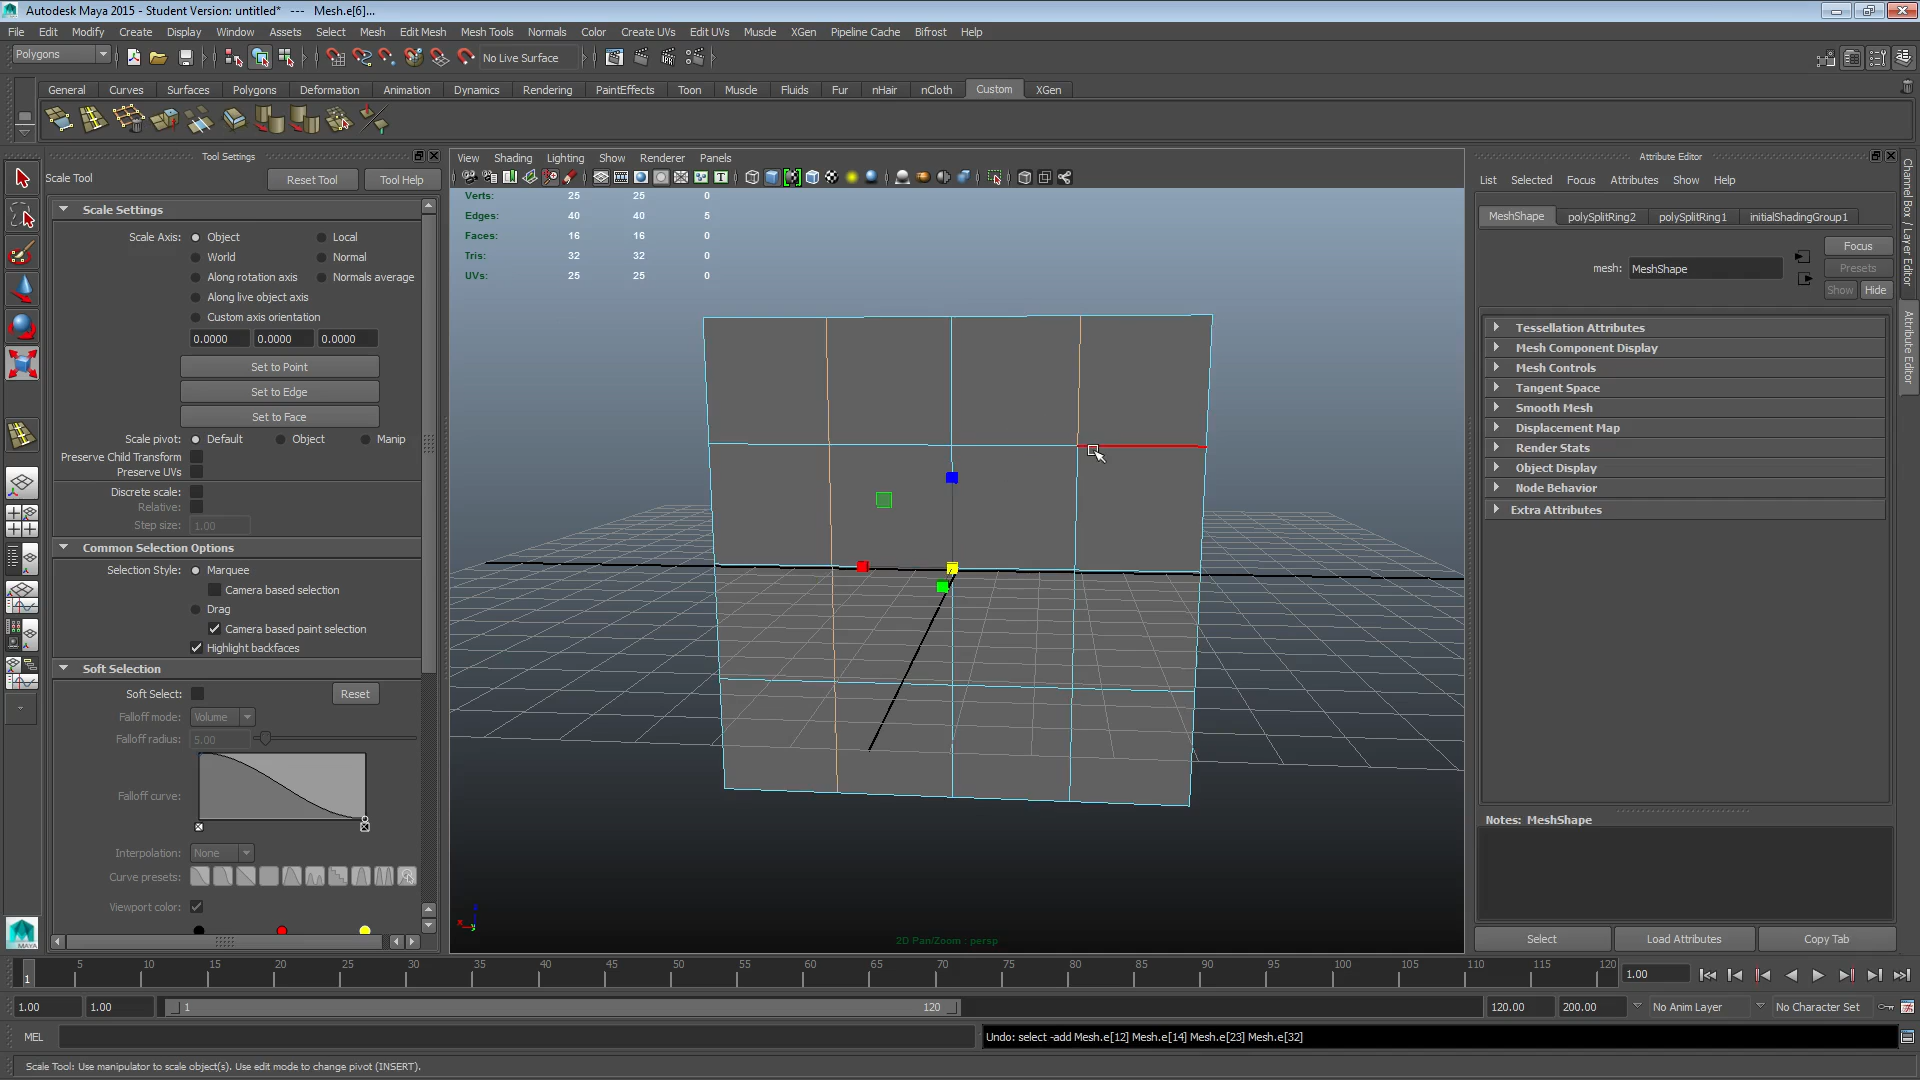 Autodesk Maya 2015 - Student Version: untitled* --- Mesh.e[6]...
File Edit Modify Create Display Window Assets Select Mesh Edit Mesh Mesh Tools Normals Color Create UVs Edit UVs Muscle XGen Pipeline Cache Bifrost Help
Polygons No Live Surface
General Curves Surfaces Polygons Deformation Animation Dynamics Rendering PaintEffects Toon Muscle Fluids Fur nHair nCloth Custom XGen
Tool Settings
Scale Tool Reset Tool Tool Help
Scale Settings
Scale Axis: Object Local
World Normal
Along rotation axis Normals average
Along live object axis
Custom axis orientation
0.0000 0.0000 0.0000
Set to Point
Set to Edge
Set to Face
Scale pivot: Default Object Manip
Preserve Child Transform
Preserve UVs
Discrete scale:
Relative:
Step size: 1.00
Common Selection Options
Selection Style: Marquee
Camera based selection
Drag
Camera based paint selection
Highlight backfaces
Soft Selection
Soft Select: Reset
Falloff mode: Volume
Falloff radius: 5.00
Falloff curve:
Interpolation: None
Curve presets:
Viewport color:
MAYA
View Shading Lighting Show Renderer Panels
Verts: 25 25 0
Edges: 40 40 5
Faces: 16 16 0
Tris: 32 32 0
UVs: 25 25 0
2D Pan/Zoom : persp
Attribute Editor
List Selected Focus Attributes Show Help
MeshShape polySplitRing2 polySplitRing1 initialShadingGroup1
Focus
mesh: MeshShape Presets
Show Hide
Tessellation Attributes
Mesh Component Display
Mesh Controls
Tangent Space
Smooth Mesh
Displacement Map
Render Stats
Object Display
Node Behavior
Extra Attributes
Notes: MeshShape
Select Load Attributes Copy Tab
Channel Box / Layer Editor
Attribute Editor
1 5 10 15 20 25 30 35 40 45 50 55 60 65 70 75 80 85 90 95 100 105 110 115 120 1.00
1.00 1.00 1 120 120.00 200.00 No Anim Layer No Character Set
MEL Undo: select -add Mesh.e[12] Mesh.e[14] Mesh.e[23] Mesh.e[32]
Scale Tool: Use manipulator to scale object(s). Use edit mode to change pivot (INSERT).